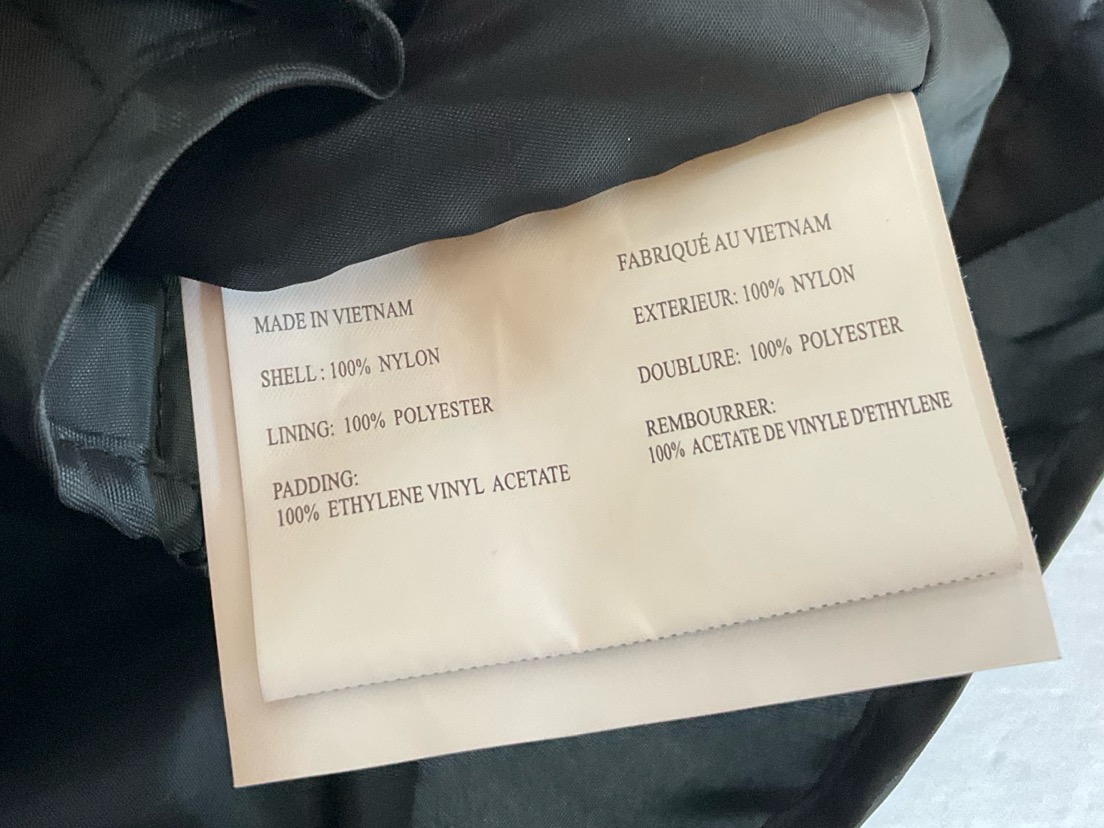 MADE IN VIETNAM
SHELL : 100% NYLON
LINING: 100% POLYESTER
PADDING:
100% ETHYLENE VINYL ACETATE
FABRIQUÉ AU VIETNAM
EXTERIEUR: 100% NYLON
DOUBLURE: 100% POLYESTER
REMBOURRER:
100% ACETATE DE VINYLE D'ETHYLENE